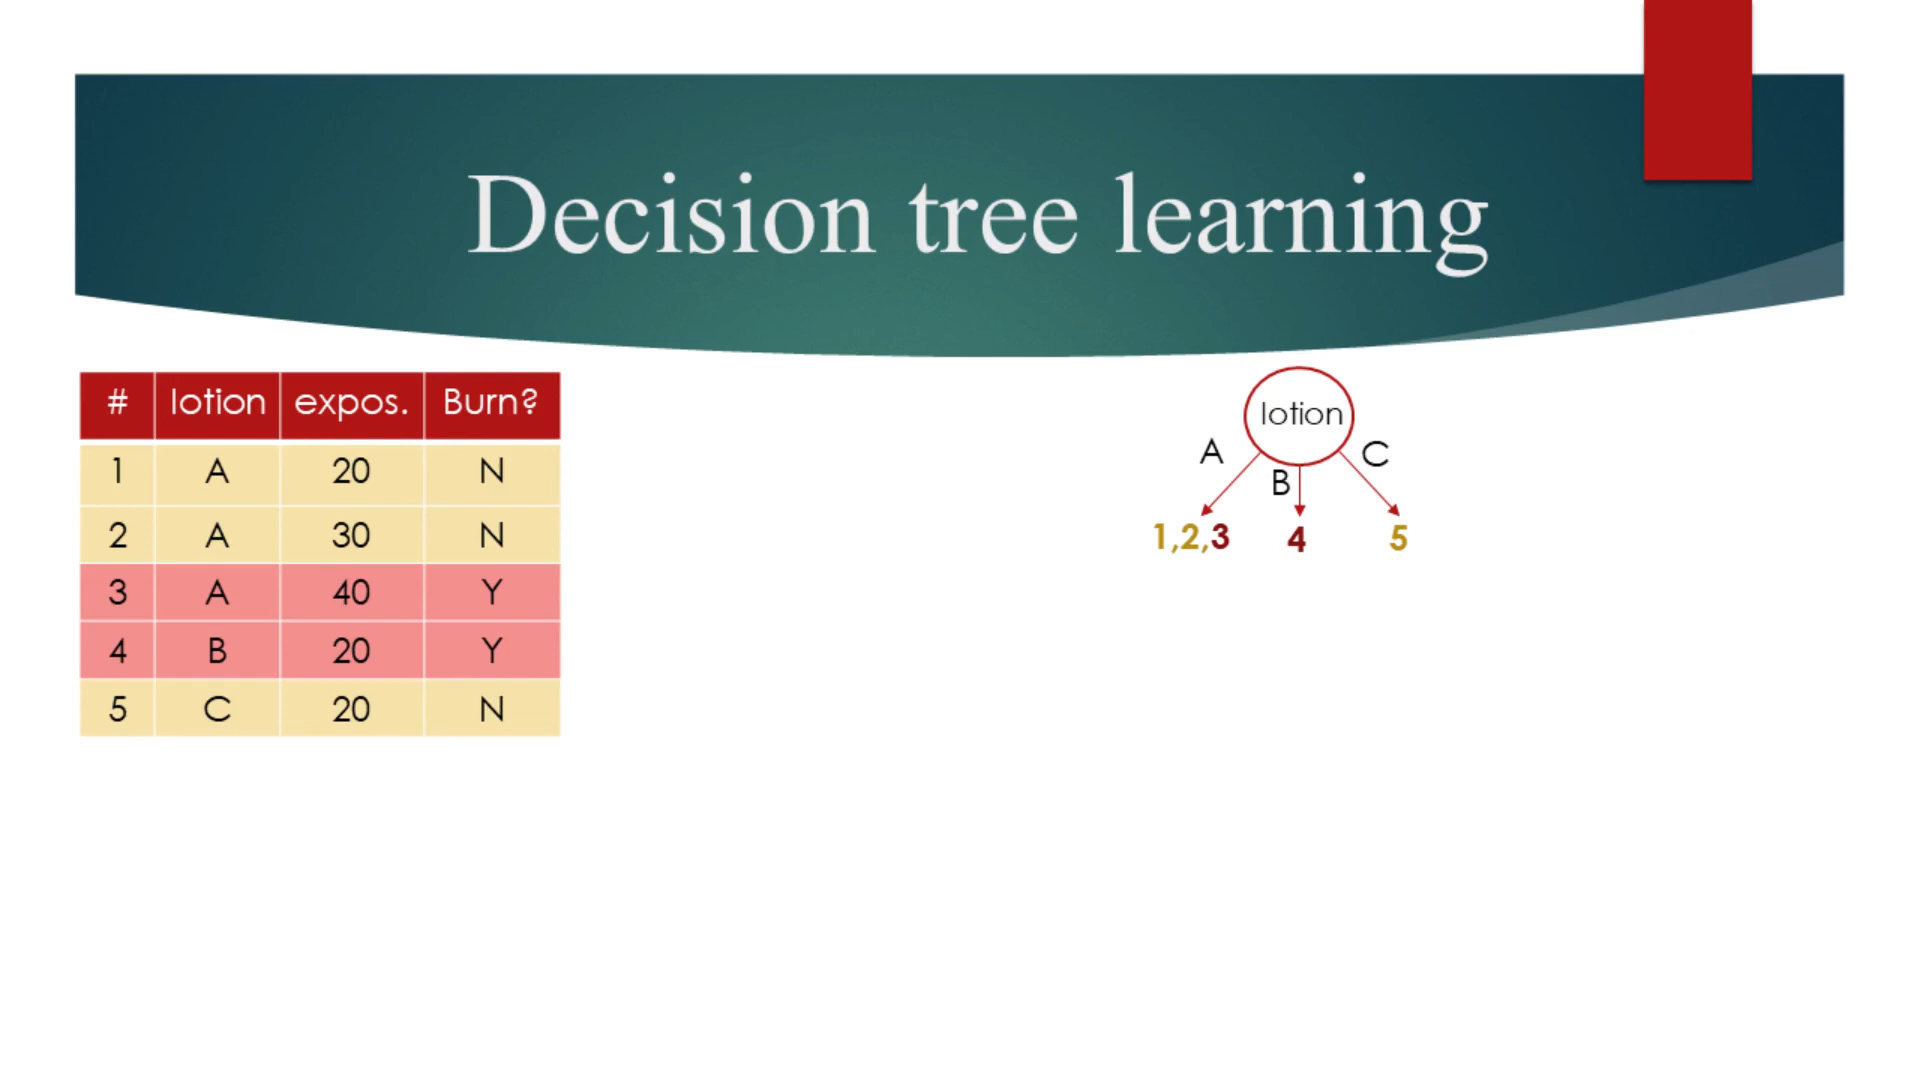 Decision tree learning
# lotion expos. Burn?
1 A 20 N
2 A 30 N
3 A 40 Y
4 B 20 Y
5 C 20 N
lotion
A B C
1,2,3 4 5